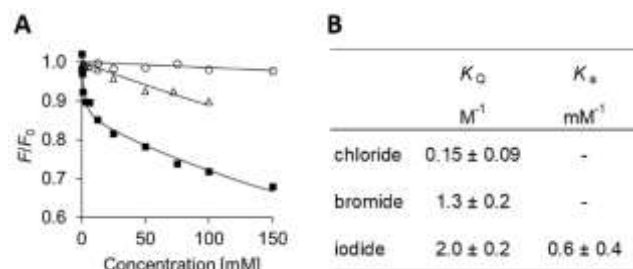 A
F/F0
1.0
0.9
0.8
0.7
0.6
0 50 100 150
Concentration [mM]
B
KQ Ka
M-1 mM-1
chloride 0.15 ± 0.09 -
bromide 1.3 ± 0.2 -
iodide 2.0 ± 0.2 0.6 ± 0.4